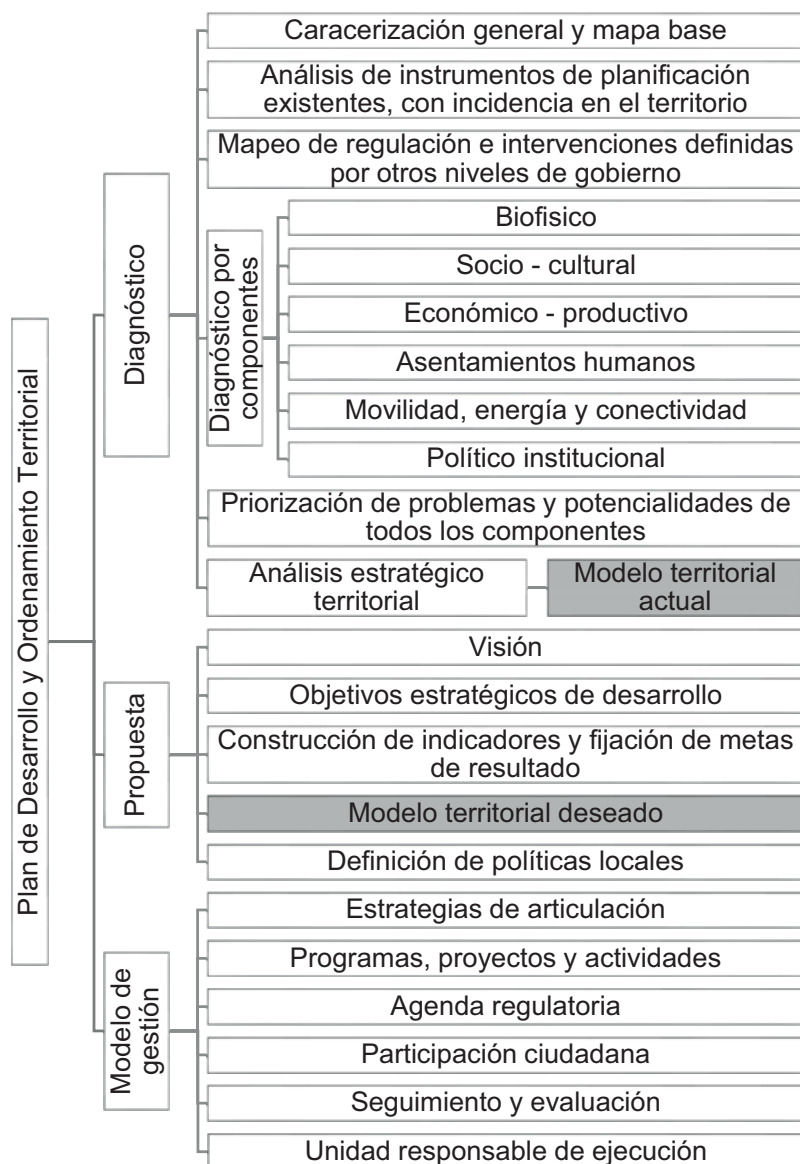 Plan de Desarrollo y Ordenamiento Territorial
Diagnóstico
Caracerización general y mapa base
Análisis de instrumentos de planificación
existentes, con incidencia en el territorio
Mapeo de regulación e intervenciones definidas
por otros niveles de gobierno
Diagnóstico por
componentes
Biofisico
Socio - cultural
Económico - productivo
Asentamientos humanos
Movilidad, energía y conectividad
Político institucional
Priorización de problemas y potencialidades de
todos los componentes
Análisis estratégico
territorial
Modelo territorial
actual
Propuesta
Visión
Objetivos estratégicos de desarrollo
Construcción de indicadores y fijación de metas
de resultado
Modelo territorial deseado
Definición de políticas locales
Modelo de
gestión
Estrategias de articulación
Programas, proyectos y actividades
Agenda regulatoria
Participación ciudadana
Seguimiento y evaluación
Unidad responsable de ejecución